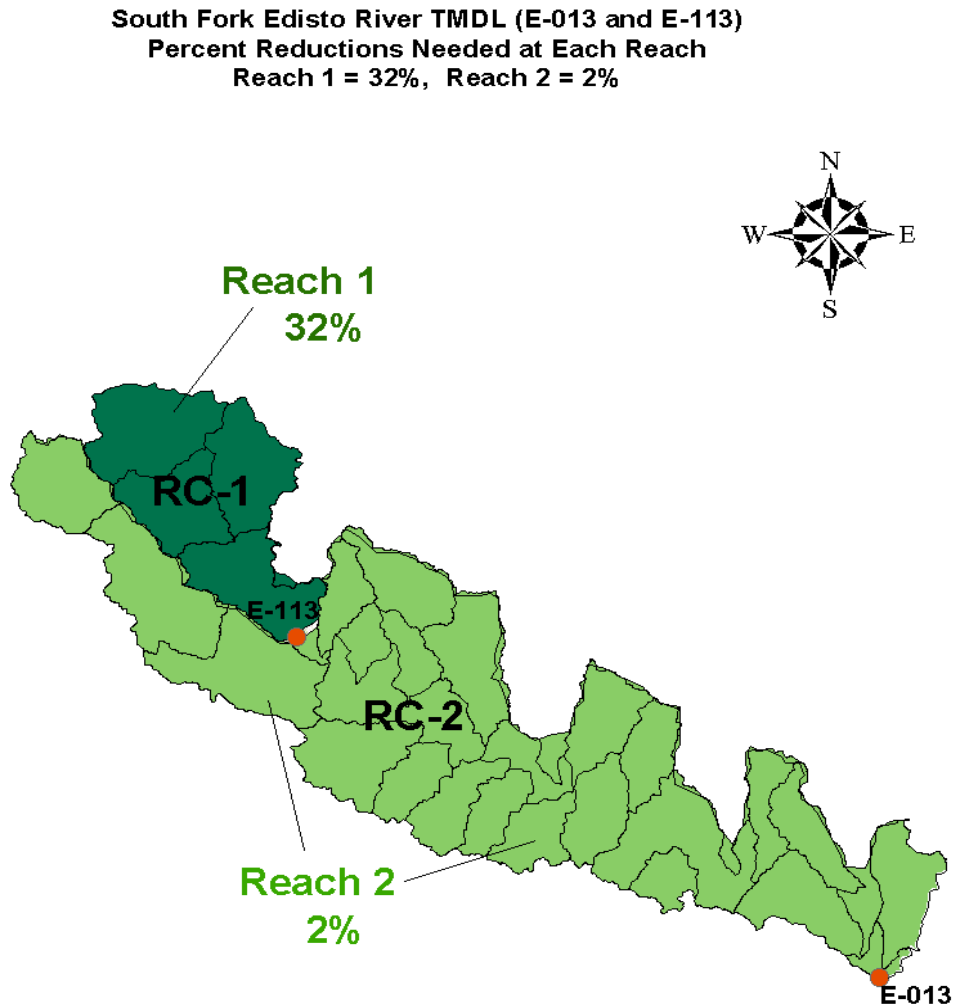 South Fork Edisto River TMDL (E-013 and E-113)
Percent Reductions Needed at Each Reach
Reach 1 = 32%, Reach 2 = 2%
N
W
E
S
Reach 1
32%
RC-1
E-113
RC-2
Reach 2
2%
E-013